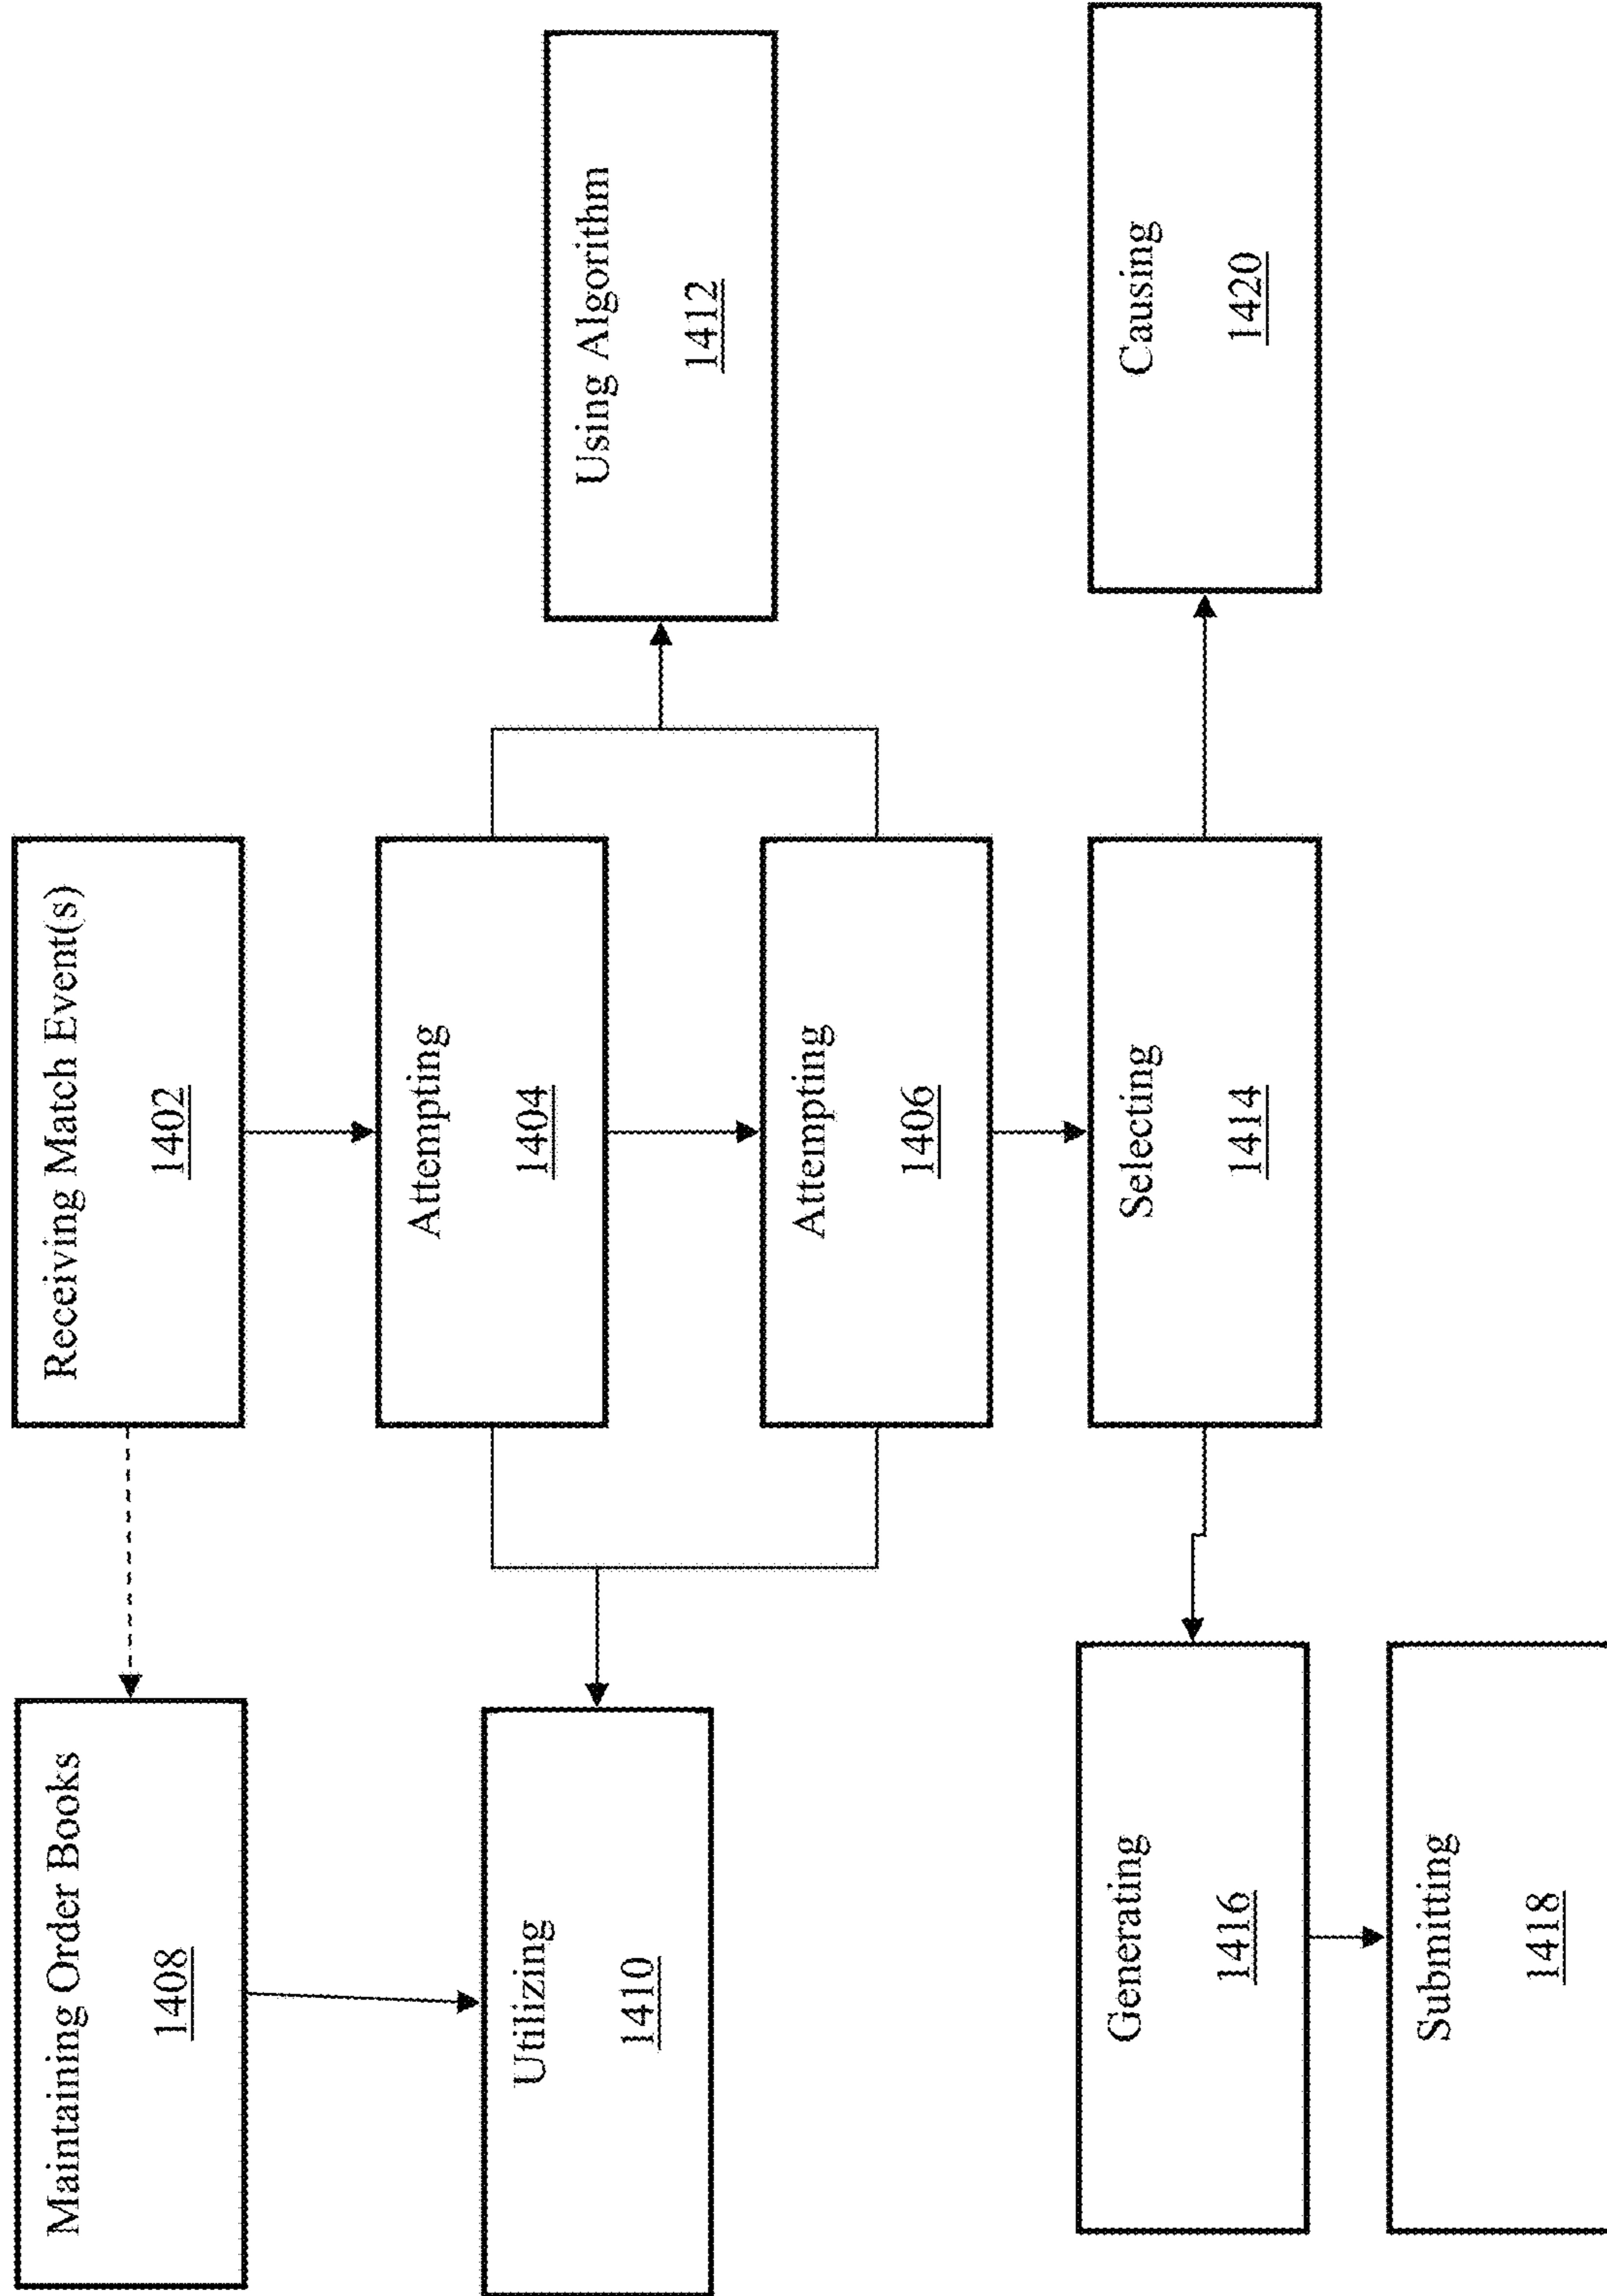 Maintaining Order Books
1408
Receiving Match Event(s)
1402
Utilizing
1410
Attempting
1404
Using Algorithm
1412
Attempting
1406
Generating
1416
Selecting
1414
Causing
1420
Submitting
1418